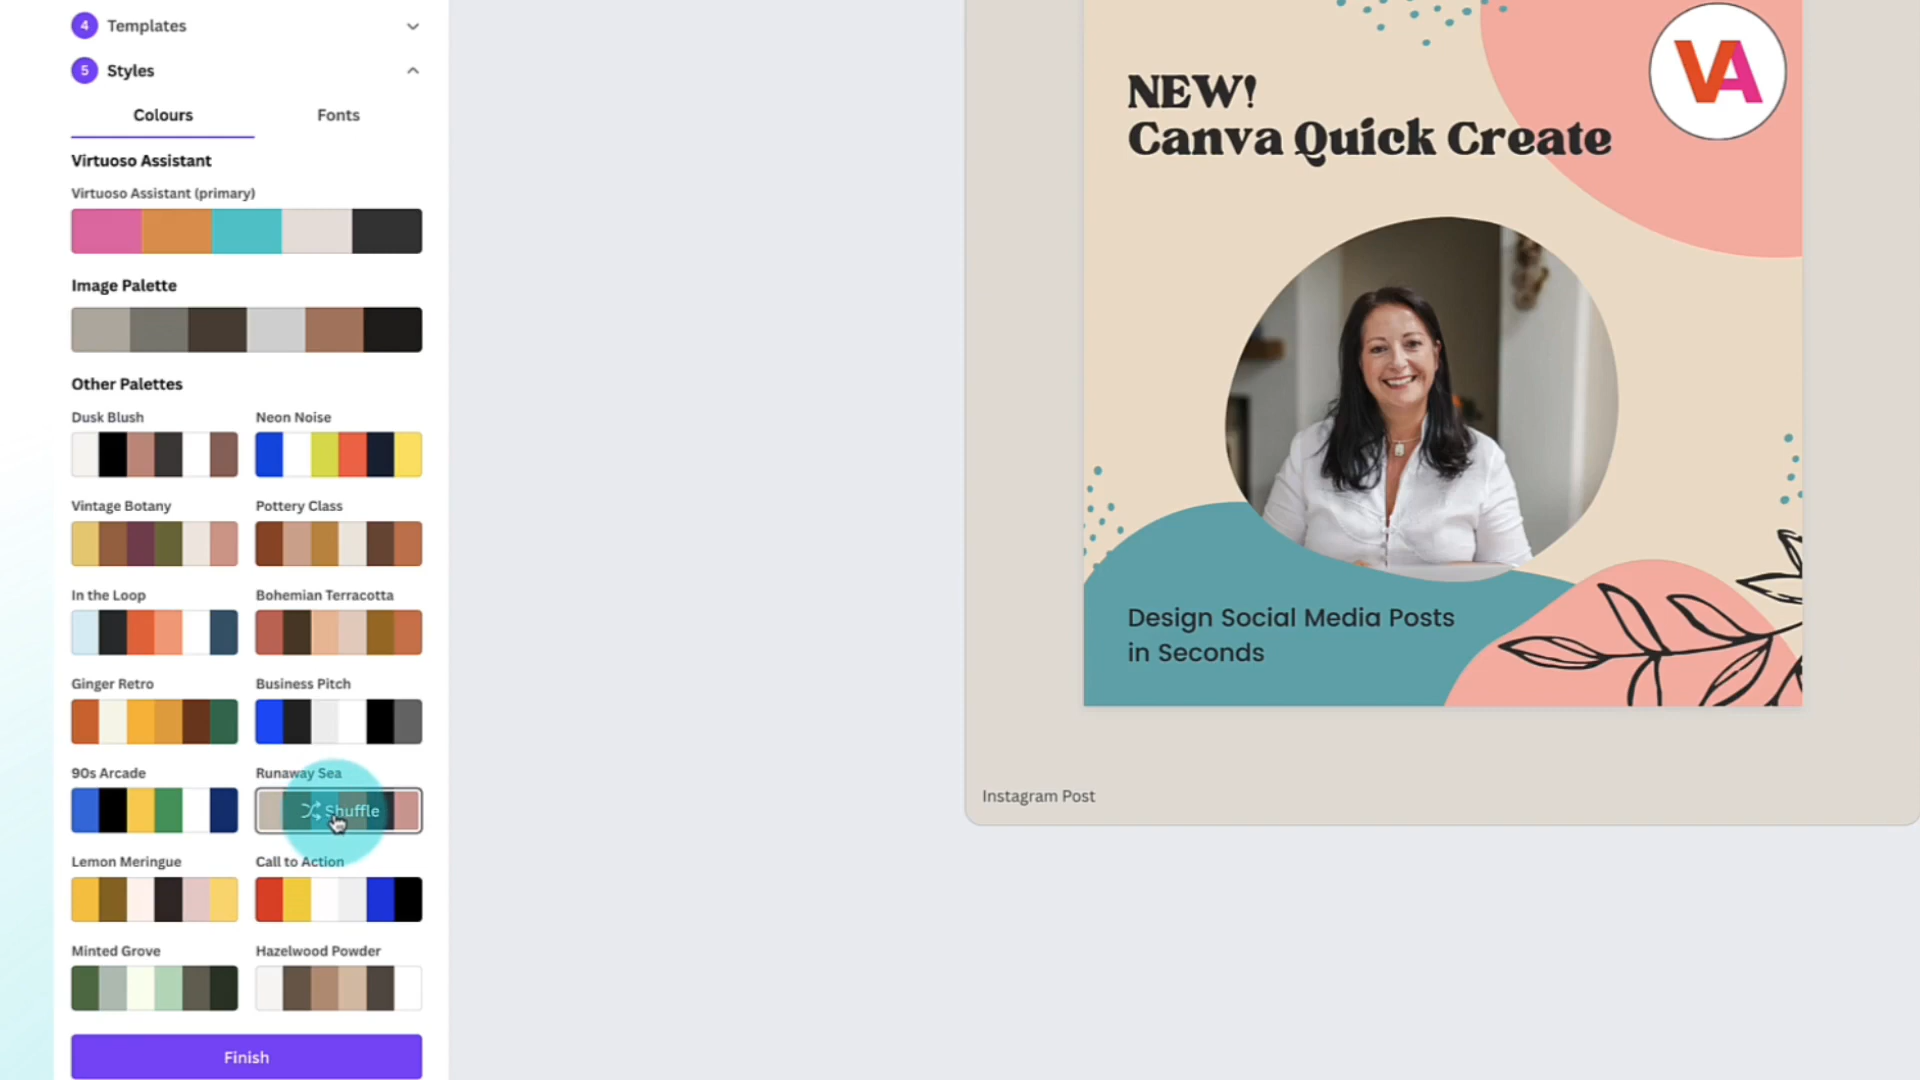 4 Templates
5 Styles
Colours Fonts
Virtuoso Assistant
Virtuoso Assistant (primary)
Image Palette
Other Palettes
Dusk Blush Neon Noise
Vintage Botany Pottery Class
In the Loop Bohemian Terracotta
Ginger Retro Business Pitch
90s Arcade Runaway Sea
Shuffle
Lemon Meringue Call to Action
Minted Grove Hazelwood Powder
Finish
VA
NEW!
Canva Quick Create
Design Social Media Posts
in Seconds
Instagram Post